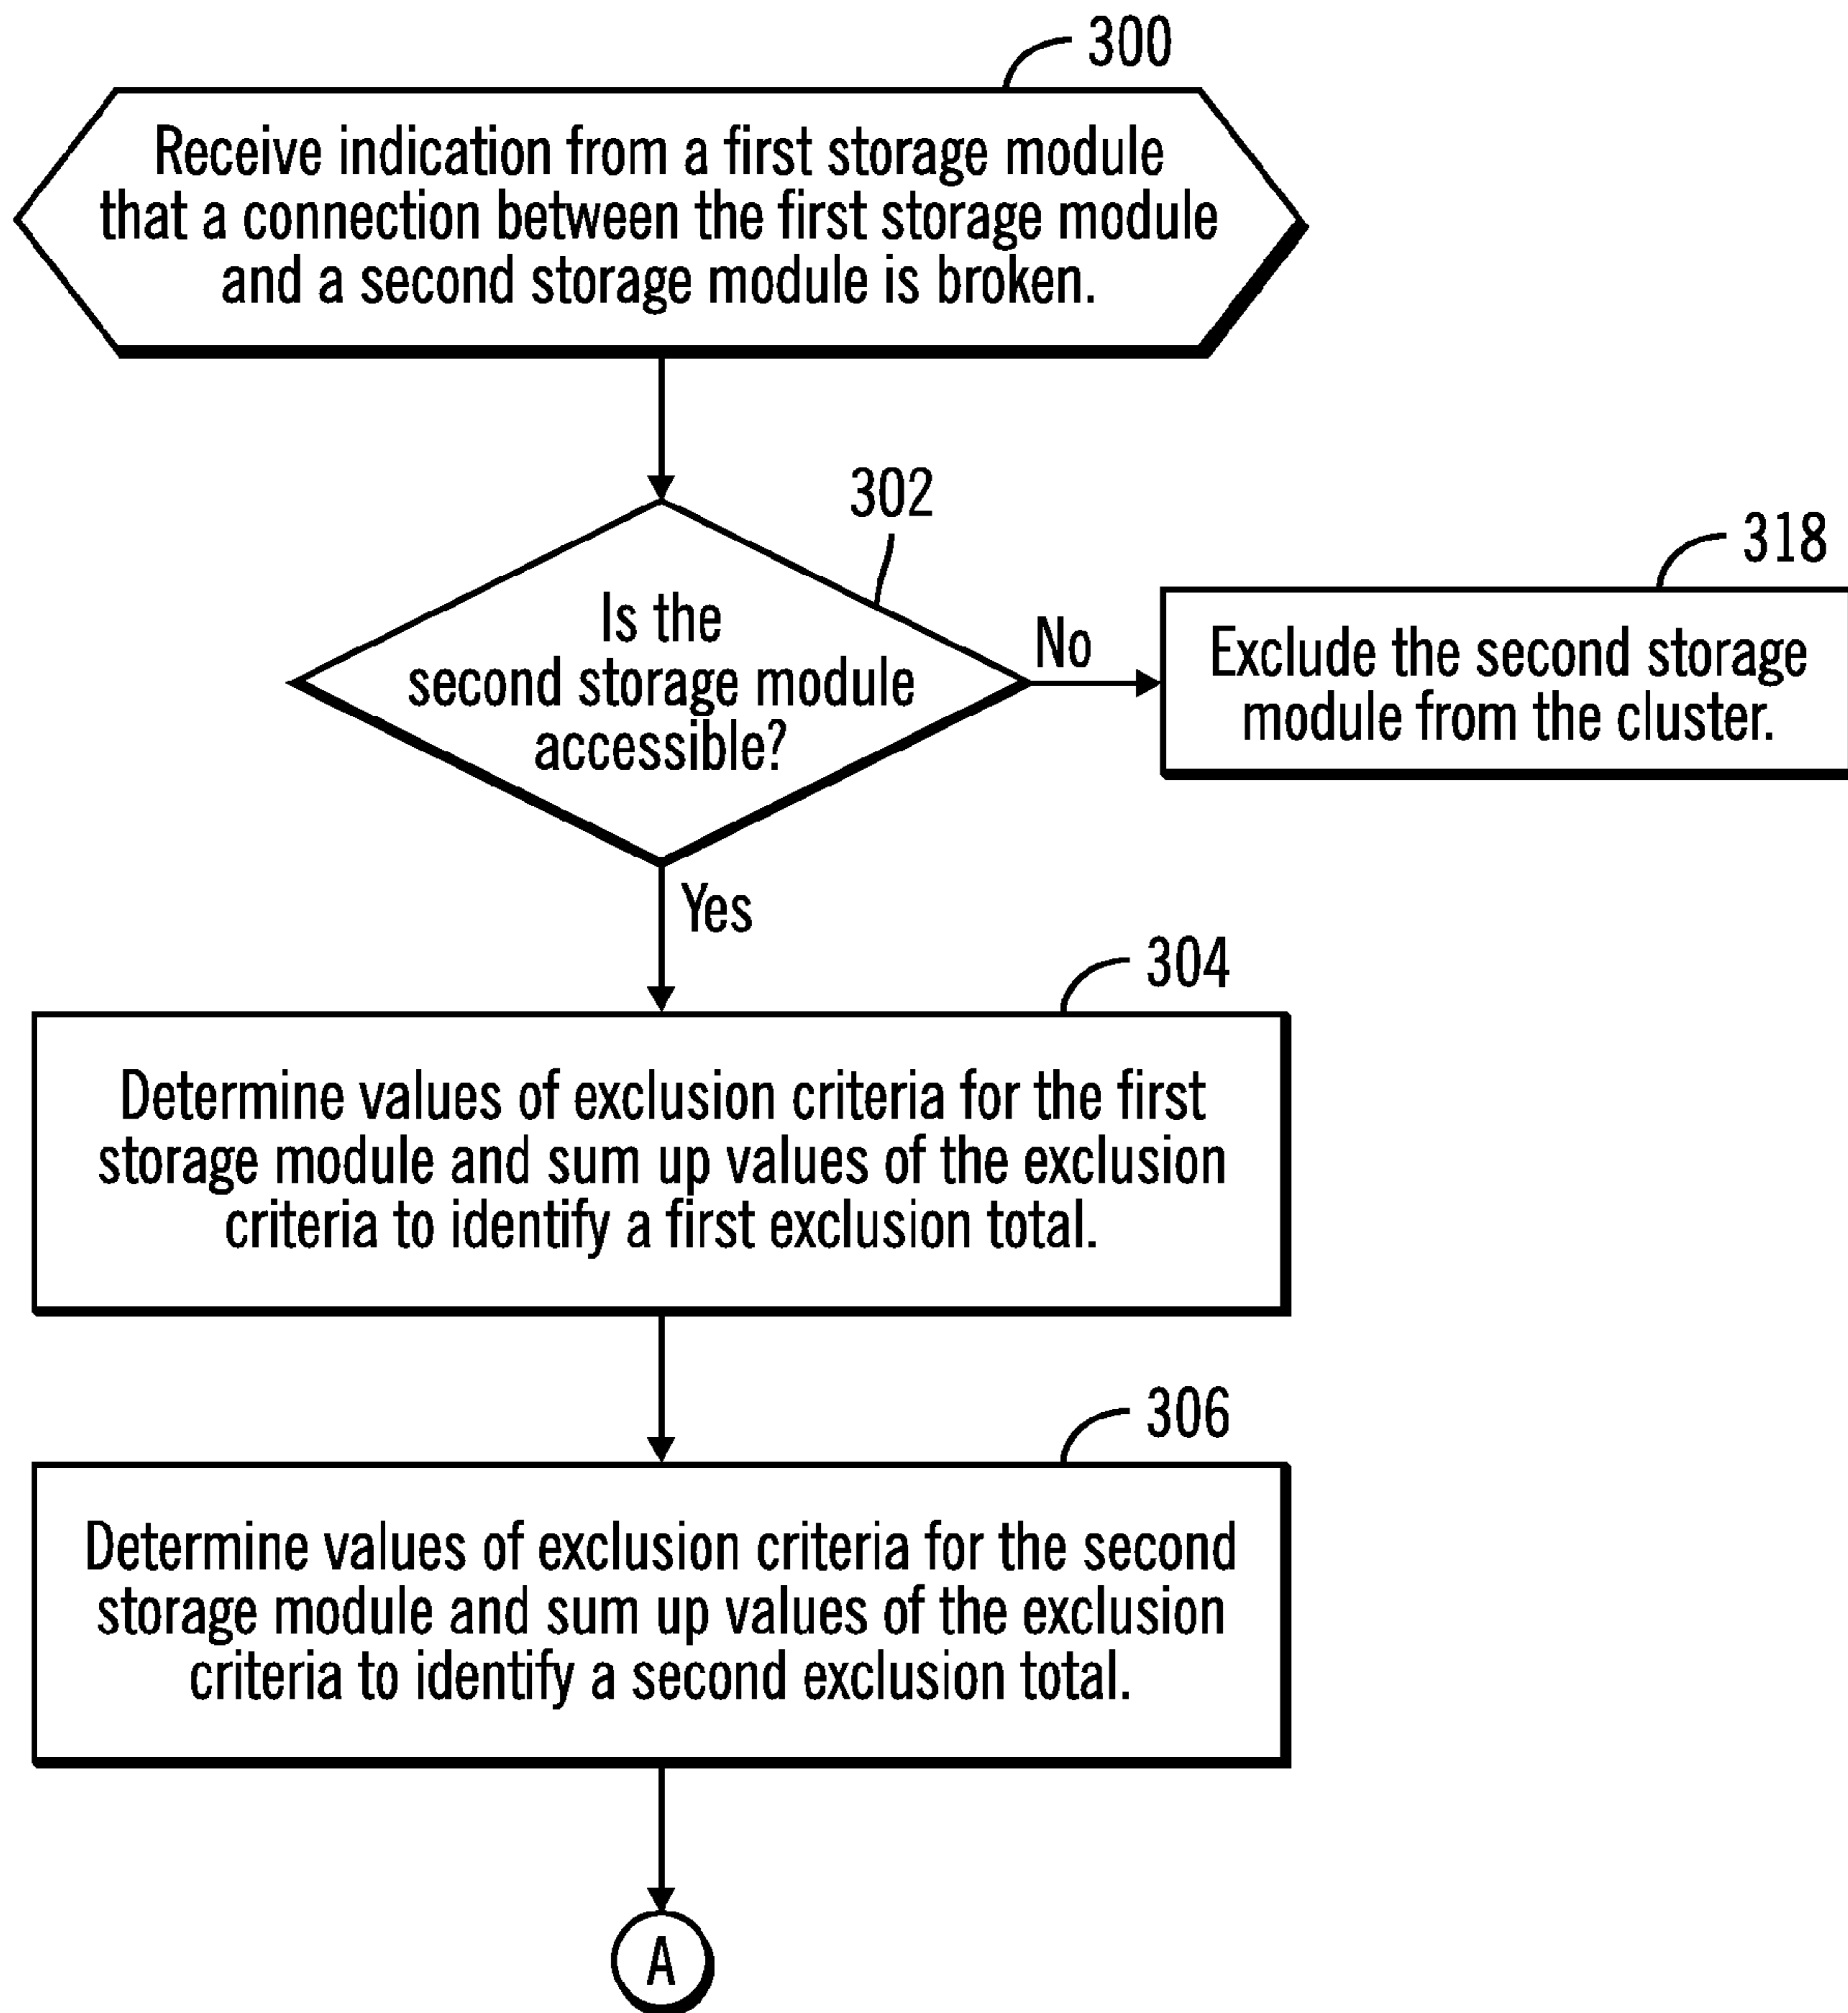 300
Receive indication from a first storage module
that a connection between the first storage module
and a second storage module is broken.
302
Is the
second storage module
accessible?
No
318
Exclude the second storage
module from the cluster.
Yes
304
Determine values of exclusion criteria for the first
storage module and sum up values of the exclusion
criteria to identify a first exclusion total.
306
Determine values of exclusion criteria for the second
storage module and sum up values of the exclusion
criteria to identify a second exclusion total.
A